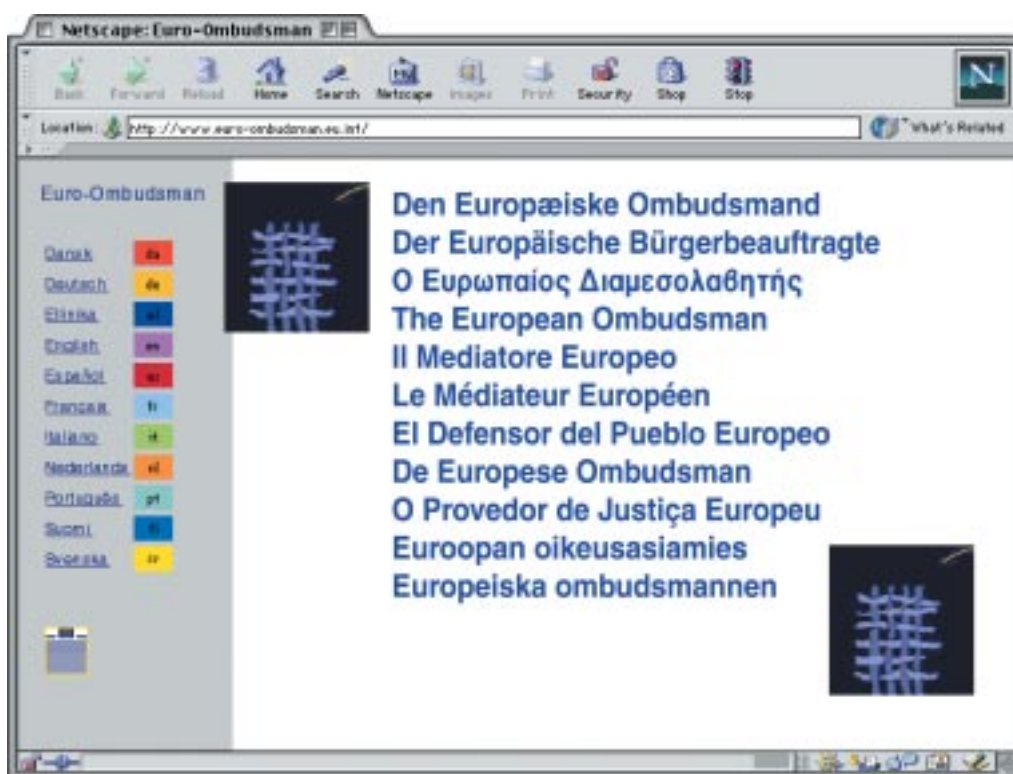 Netscape: Euro-Ombudsman
Back Forward Reload Home Search Netscape Images Print Security Shop Stop
N
Location: http://www.euro-ombudsman.eu.int/ What's Related
Euro-Ombudsman
Dansk da
Deutsch de
Ellinika el
English en
Español es
Français fr
Italiano it
Nederlands nl
Português pt
Suomi fi
Svenska sv
Den Europæiske Ombudsmand
Der Europäische Bürgerbeauftragte
Ο Ευρωπαίος Διαμεσολαβητής
The European Ombudsman
Il Mediatore Europeo
Le Médiateur Européen
El Defensor del Pueblo Europeo
De Europese Ombudsman
O Provedor de Justiça Europeu
Euroopan oikeusasiamies
Europeiska ombudsmannen